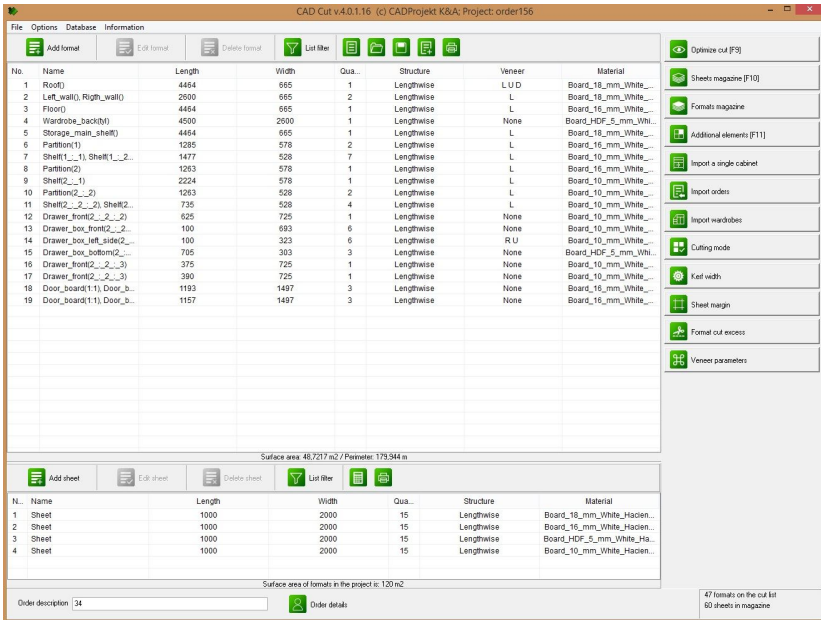 CAD Cut v.4.0.1.16 (c) CADProjekt K&A; Project: order156
File Options Database Information
Add format Edit format Delete format List filter
No. Name Length Width Qua... Structure Veneer Material
1 Roof() 4464 665 1 Lengthwise L U D Board_18_mm_White_...
2 Left_wall(), Rigth_wall() 2600 665 2 Lengthwise L Board_18_mm_White_...
3 Floor() 4464 665 1 Lengthwise L Board_16_mm_White_...
4 Wardrobe_back(tyl) 4500 2600 1 Lengthwise None Board_HDF_5_mm_Whi...
5 Storage_main_shelf() 4464 665 1 Lengthwise L Board_18_mm_White_...
6 Partition(1) 1285 578 2 Lengthwise L Board_16_mm_White_...
7 Shelf(1_:_1), Shelf(1_:_2... 1477 528 7 Lengthwise L Board_10_mm_White_...
8 Partition(2) 1263 578 1 Lengthwise L Board_16_mm_White_...
9 Shelf(2_:_1) 2224 578 1 Lengthwise L Board_10_mm_White_...
10 Partition(2_:_2) 1263 528 2 Lengthwise L Board_16_mm_White_...
11 Shelf(2_:_2_:_2), Shelf(2... 735 528 4 Lengthwise L Board_10_mm_White_...
12 Drawer_front(2_:_2_:_2) 625 725 1 Lengthwise None Board_10_mm_White_...
13 Drawer_box_front(2_:_2... 100 693 6 Lengthwise None Board_10_mm_White_...
14 Drawer_box_left_side(2_... 100 323 6 Lengthwise R U Board_10_mm_White_...
15 Drawer_box_bottom(2_:... 705 303 3 Lengthwise None Board_HDF_5_mm_Whi...
16 Drawer_front(2_:_2_:_3) 375 725 1 Lengthwise None Board_10_mm_White_...
17 Drawer_front(2_:_2_:_3) 390 725 1 Lengthwise None Board_10_mm_White_...
18 Door_board(1:1), Door_b... 1193 1497 3 Lengthwise None Board_16_mm_White_...
19 Door_board(1:1), Door_b... 1157 1497 3 Lengthwise None Board_16_mm_White_...
Surface area: 48,7217 m2 / Perimeter: 179,944 m
Add sheet Edit sheet Delete sheet List filter
N... Name Length Width Qua... Structure Material
1 Sheet 1000 2000 15 Lengthwise Board_18_mm_White_Hacien...
2 Sheet 1000 2000 15 Lengthwise Board_16_mm_White_Hacien...
3 Sheet 1000 2000 15 Lengthwise Board_HDF_5_mm_White_Ha...
4 Sheet 1000 2000 15 Lengthwise Board_10_mm_White_Hacien...
Surface area of formats in the project is: 120 m2
Order description 34 Order details
Optimize cut [F9]
Sheets magazine [F10]
Formats magazine
Additional elements [F11]
Import a single cabinet
Import orders
Import wardrobes
Cutting mode
Kerf width
Sheet margin
Format cut excess
Veneer parameters
47 formats on the cut list
60 sheets in magazine